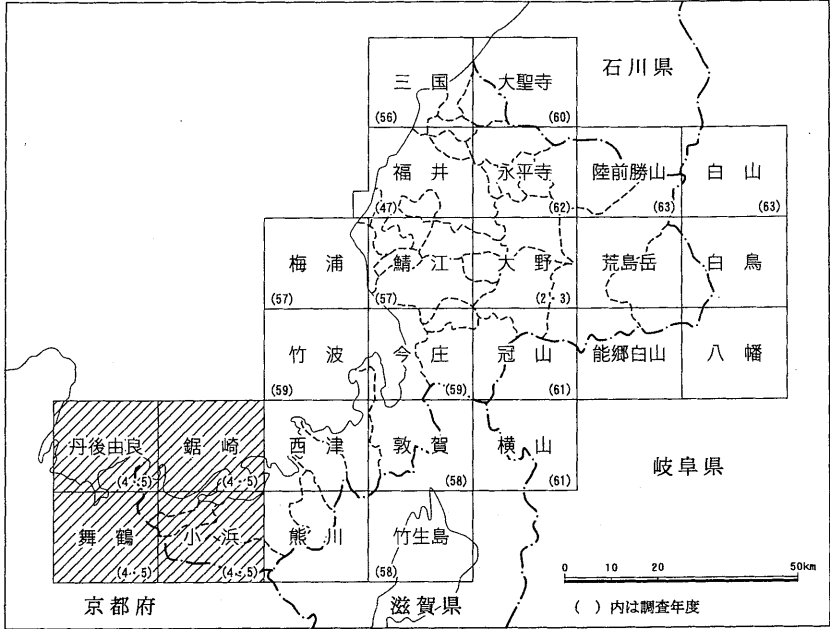 石川県
三国 大聖寺
(56) (60)
福井 永平寺 陸前勝山 白山
(47) (62) (63) (63)
梅浦 鯖江 大野 荒島岳 白鳥
(57) (57) (2・3)
竹波 今庄 冠山 能郷白山 八幡
(59) (59) (61)
丹後由良 鋸崎 西津 敦賀 横山
(4・5) (4・5) (58) (61)
岐阜県
舞鶴 小浜 熊川 竹生島
(4・5) (4・5) (58)
0 10 20 50km
京都府 滋賀県 ( )内は調査年度